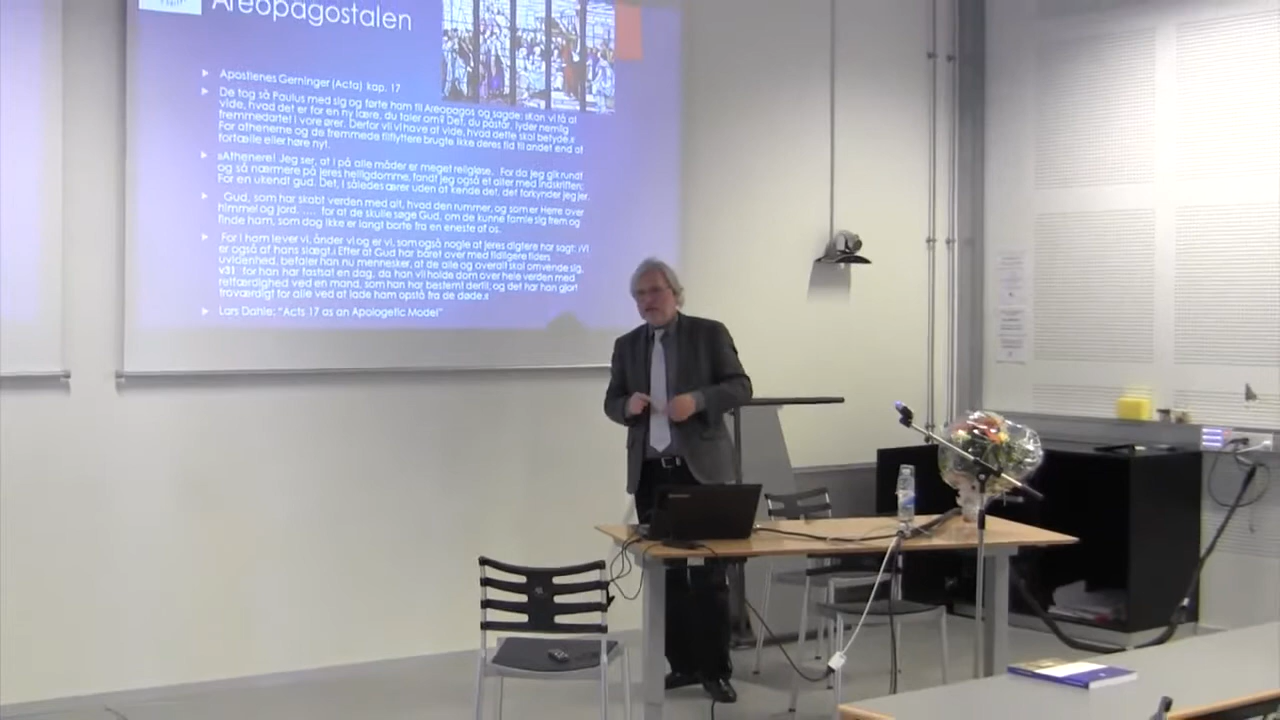 Areopagostalen
Apostlenes Gerninger (Acta) kap. 17
De tog så Paulus med sig og førte ham til Areopagos og sagde: »Kan vi få at
vide, hvad det er for en ny lære, du taler om? Det, du påstår, lyder nemlig
fremmedartet i vore ører. Derfor vil vi have at vide, hvad dette skal betyde.«
For athenerne og de fremmede tilflyttere brugte ikke deres tid til andet end at
fortælle eller høre nyt.
»Athenere! Jeg ser, at I på alle måder er meget religiøse. For da jeg gik rundt
og så nærmere på jeres helligdomme, fandt jeg også et alter med indskriften:
For en ukendt gud. Det, I således ærer uden at kende det, det forkynder jeg jer.
Gud, som har skabt verden med alt, hvad den rummer, og som er Herre over
himmel og jord, .... for at de skulle søge Gud, om de kunne famle sig frem og
finde ham, som dog ikke er langt borte fra en eneste af os.
For i ham lever vi, ånder vi og er vi, som også nogle af jeres digtere har sagt: ›Vi
er også af hans slægt.‹ Efter at Gud har båret over med tidligere tiders
uvidenhed, befaler han nu mennesker, at de alle og overalt skal omvende sig,
v31 for han har fastsat en dag, da han vil holde dom over hele verden med
retfærdighed ved en mand, som han har bestemt dertil; og det har han gjort
troværdigt for alle ved at lade ham opstå fra de døde.«
Lars Dahle: "Acts 17 as an Apologetic Model"